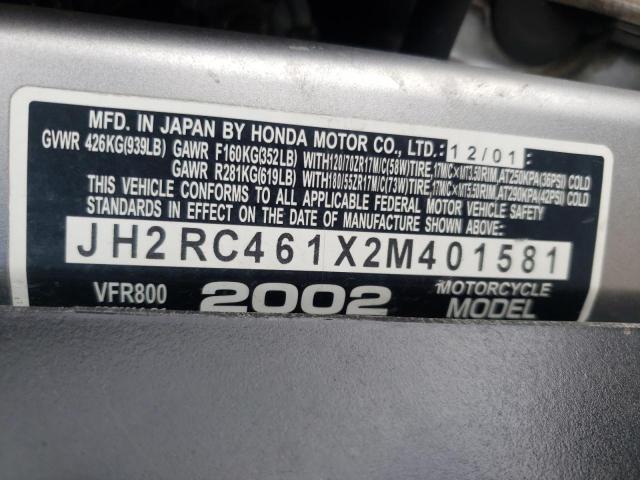 MFD. IN JAPAN BY HONDA MOTOR CO., LTD. 12/01
GVWR 426KG(939LB) GAWR F160KG(352LB) WITH120/70ZR17M/C(58W)TIRE,17M/C×MT3.50RIM,AT250KPA(36PSI) COLD
GAWR R281KG(619LB) WITH180/55ZR17M/C(73W)TIRE,17M/C×MT5.50RIM,AT290KPA(42PSI) COLD
THIS VEHICLE CONFORMS TO ALL APPLICABLE FEDERAL MOTOR VEHICLE SAFETY
STANDARDS IN EFFECT ON THE DATE OF MANUFACTURE SHOWN ABOVE.
JH2RC461X2M401581
VFR800 2002 MOTORCYCLE
MODEL